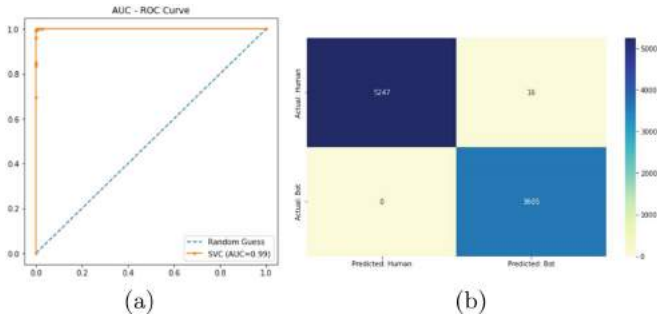 AUC - ROC Curve
1.0
0.8
0.6
0.4
0.2
0.0
0.0 0.2 0.4 0.6 0.8 1.0
Random Guess
SVC (AUC=0.99)
(a)
Actual: Human
Actual: Bot
5247 16
0 3605
Predicted: Human Predicted: Bot
5000
4000
3000
2000
1000
0
(b)